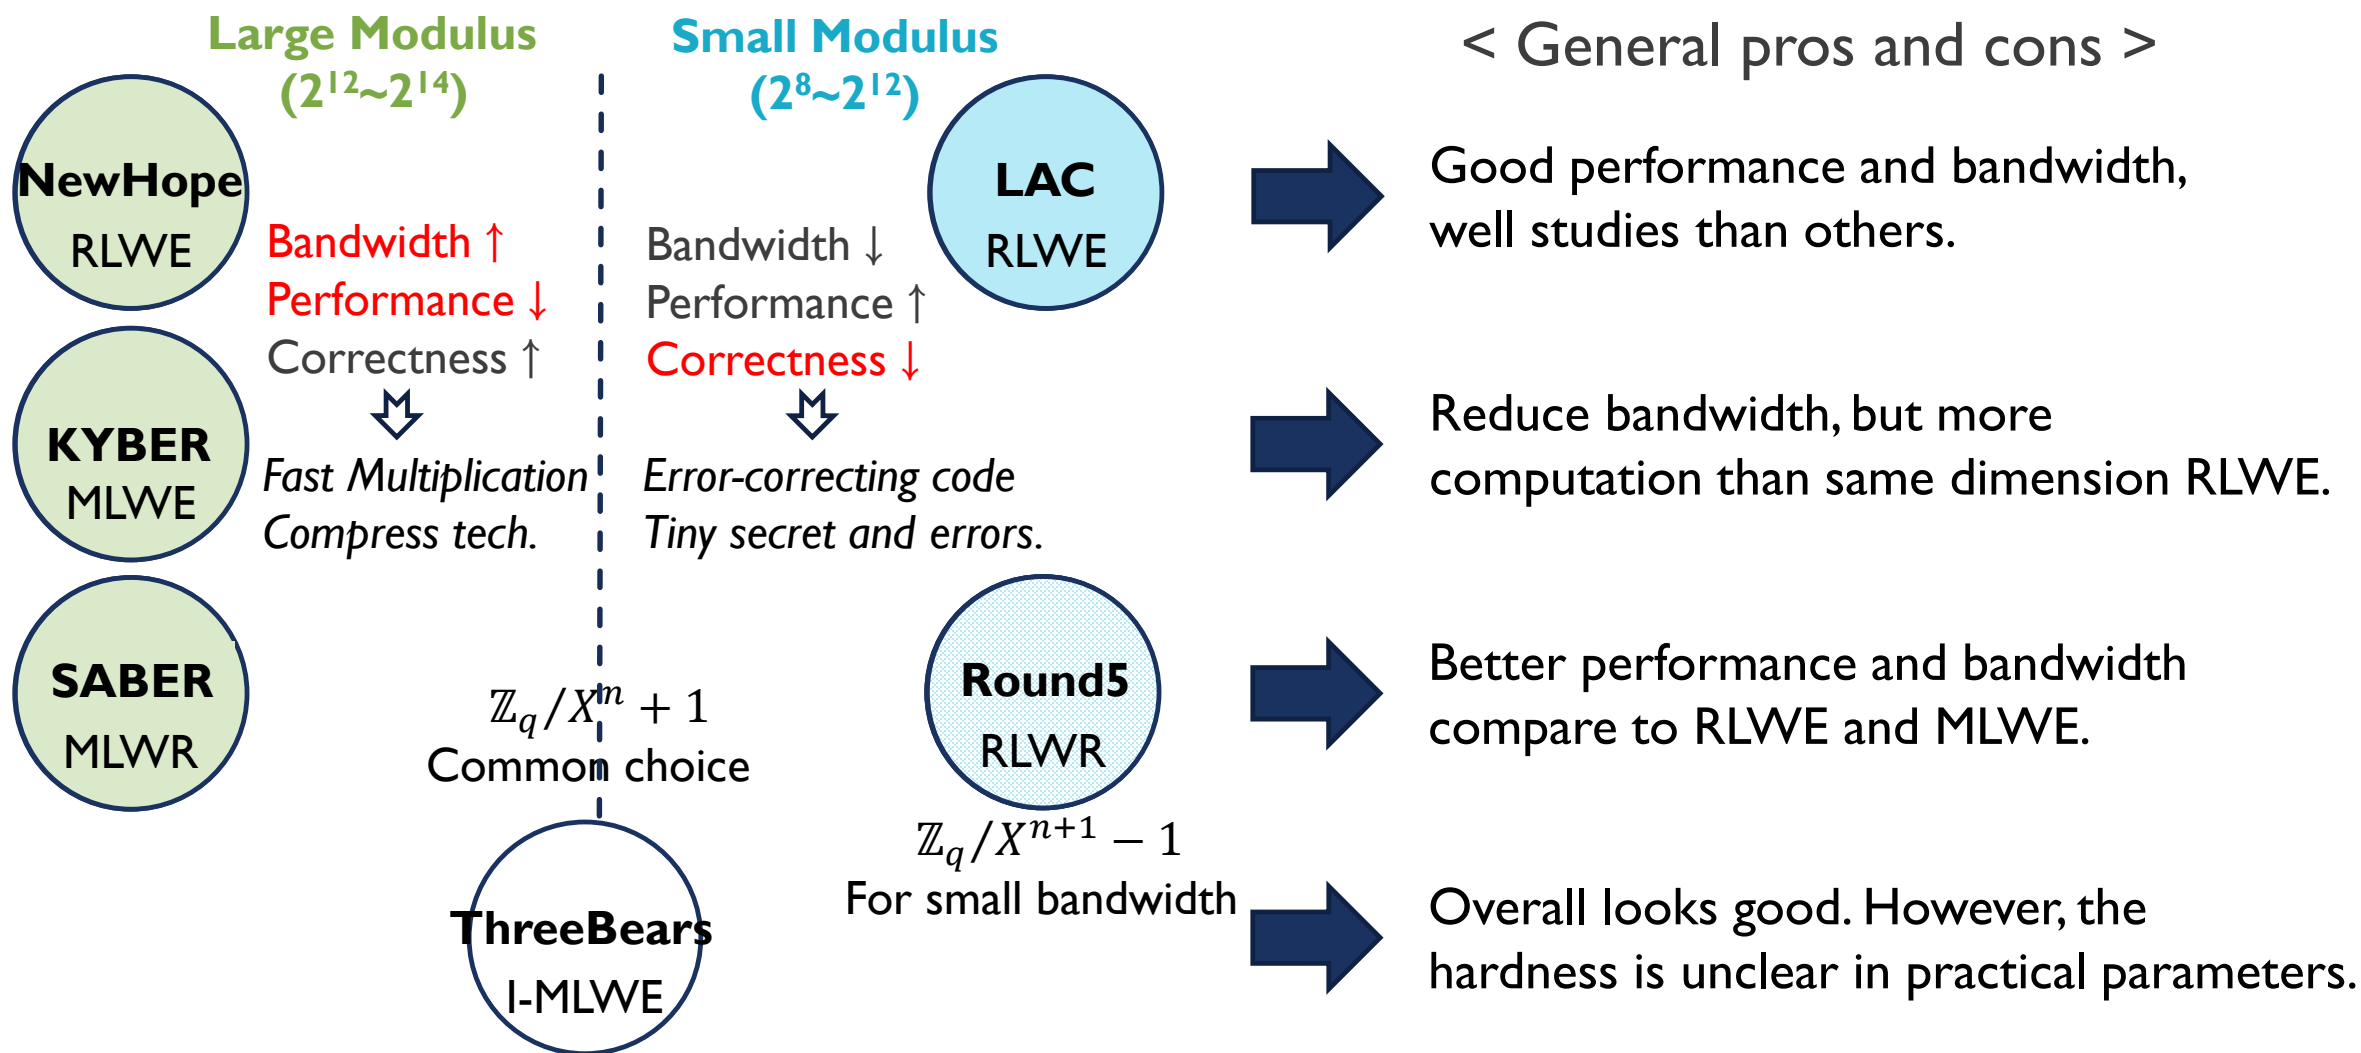 Large Modulus
(2¹²~2¹⁴)
Small Modulus
(2⁸~2¹²)
< General pros and cons >
NewHope
RLWE
Bandwidth ↑
Performance ↓
Correctness ↑
Fast Multiplication
Compress tech.
Bandwidth ↓
Performance ↑
Correctness ↓
Error-correcting code
Tiny secret and errors.
LAC
RLWE
Good performance and bandwidth,
well studies than others.
KYBER
MLWE
Reduce bandwidth, but more
computation than same dimension RLWE.
SABER
MLWR
ℤ_q/X^n + 1
Common choice
Round5
RLWR
ℤ_q/X^{n+1} − 1
For small bandwidth
Better performance and bandwidth
compare to RLWE and MLWE.
ThreeBears
I-MLWE
Overall looks good. However, the
hardness is unclear in practical parameters.